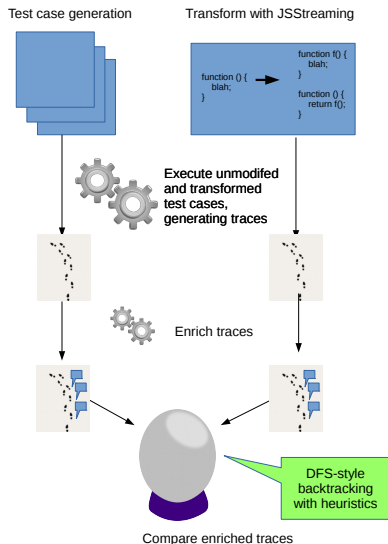 Test case generation
Transform with JSStreaming
function () {
blah;
}
function f() {
blah;
}
function () {
return f();
}
Execute unmodifed
and transformed
test cases,
generating traces
Enrich traces
DFS-style
backtracking
with heuristics
Compare enriched traces